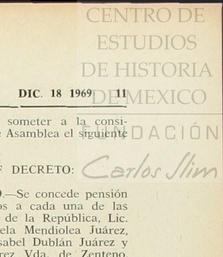 CENTRO DE
ESTUDIOS
DE HISTORIA
DE MEXICO
FUNDACIÓN
Carlos Slim
DIC. 18 1969 11
someter a la consi-
Asamblea el siguiente
DECRETO:
.—Se concede pensión
os a cada una de las
de la República, Lic.
ela Mendiolea Juárez,
sabel Dublán Juárez y
rez Vda. de Zenteno.